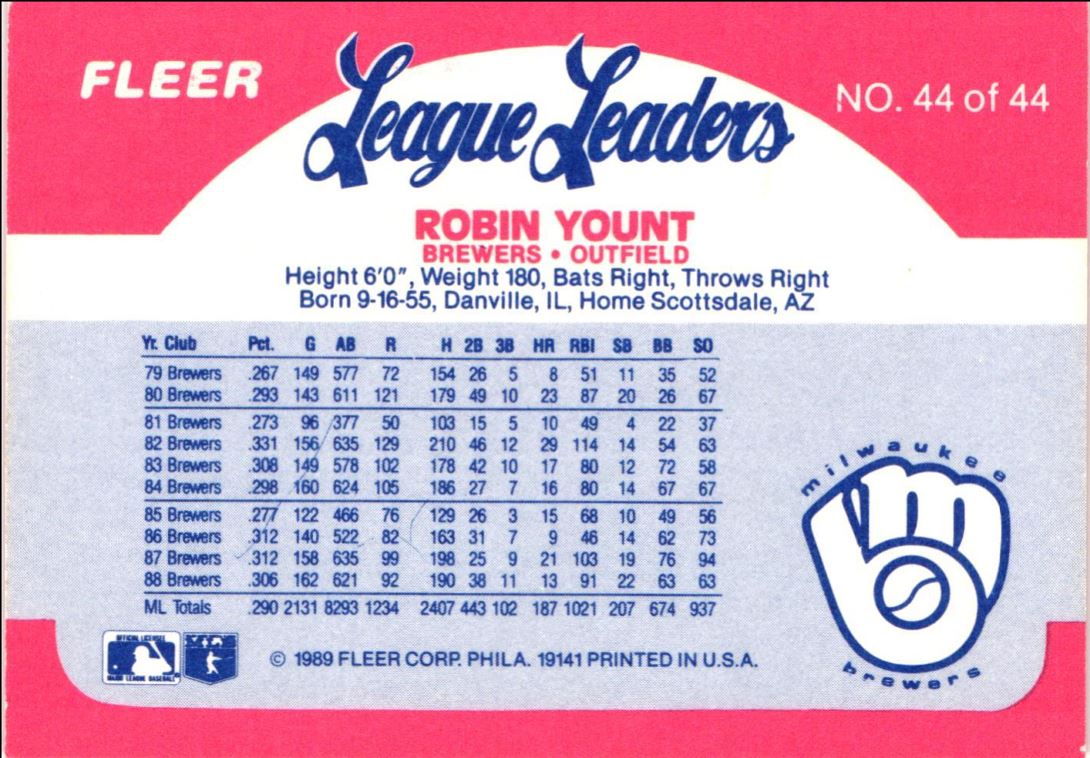 FLEER
League Leaders
NO. 44 of 44
ROBIN YOUNT
BREWERS • OUTFIELD
Height 6'0", Weight 180, Bats Right, Throws Right
Born 9-16-55, Danville, IL, Home Scottsdale, AZ
Yr. Club Pct. G AB R H 2B 3B HR RBI SB BB SO
79 Brewers .267 149 577 72 154 26 5 8 51 11 35 52
80 Brewers .293 143 611 121 179 49 10 23 87 20 26 67
81 Brewers .273 96 377 50 103 15 5 10 49 4 22 37
82 Brewers .331 156 635 129 210 46 12 29 114 14 54 63
83 Brewers .308 149 578 102 178 42 10 17 80 12 72 58
84 Brewers .298 160 624 105 186 27 7 16 80 14 67 67
85 Brewers .277 122 466 76 129 26 3 15 68 10 49 56
86 Brewers .312 140 522 82 163 31 7 9 46 14 62 73
87 Brewers .312 158 635 99 198 25 9 21 103 19 76 94
88 Brewers .306 162 621 92 190 38 11 13 91 22 63 63
ML Totals .290 2131 8293 1234 2407 443 102 187 1021 207 674 937
milwaukee
brewers
OFFICIAL LICENSEE
MAJOR LEAGUE BASEBALL
© 1989 FLEER CORP. PHILA. 19141 PRINTED IN U.S.A.